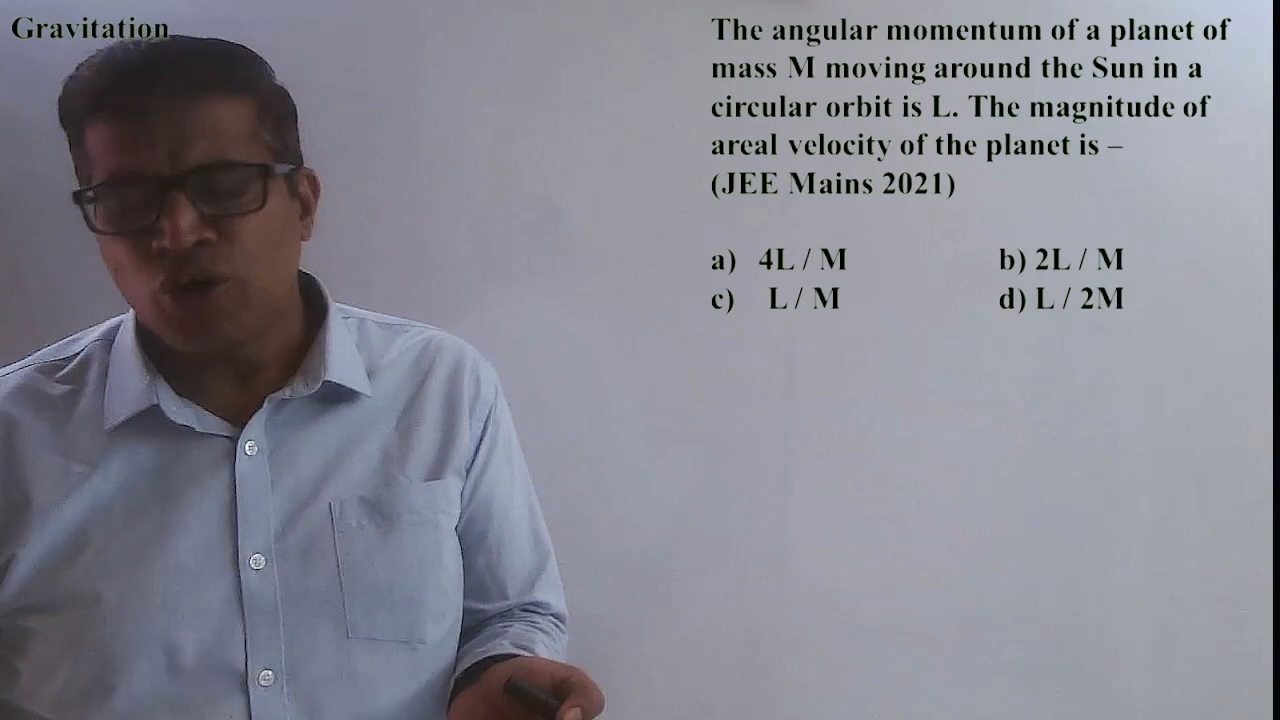 Gravitation
The angular momentum of a planet of
mass M moving around the Sun in a
circular orbit is L. The magnitude of
areal velocity of the planet is –
(JEE Mains 2021)
a) 4L / M b) 2L / M
c) L / M d) L / 2M